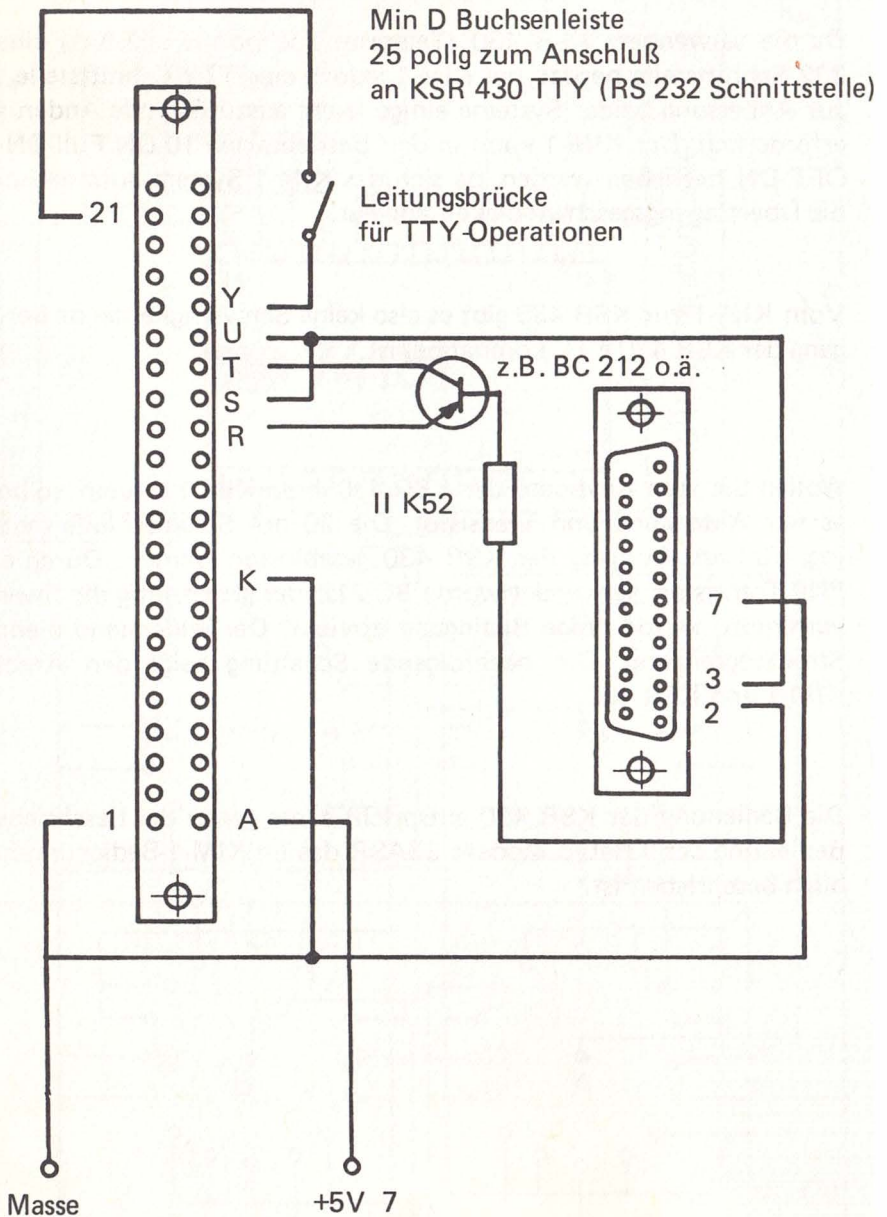 Min D Buchsenleiste
25 polig zum Anschluß
an KSR 430 TTY (RS 232 Schnittstelle)
21
Leitungsbrücke
für TTY-Operationen
Y
U
T
S
R
z.B. BC 212 o.ä.
II K52
K
7
3
2
A
Masse
+5V 7